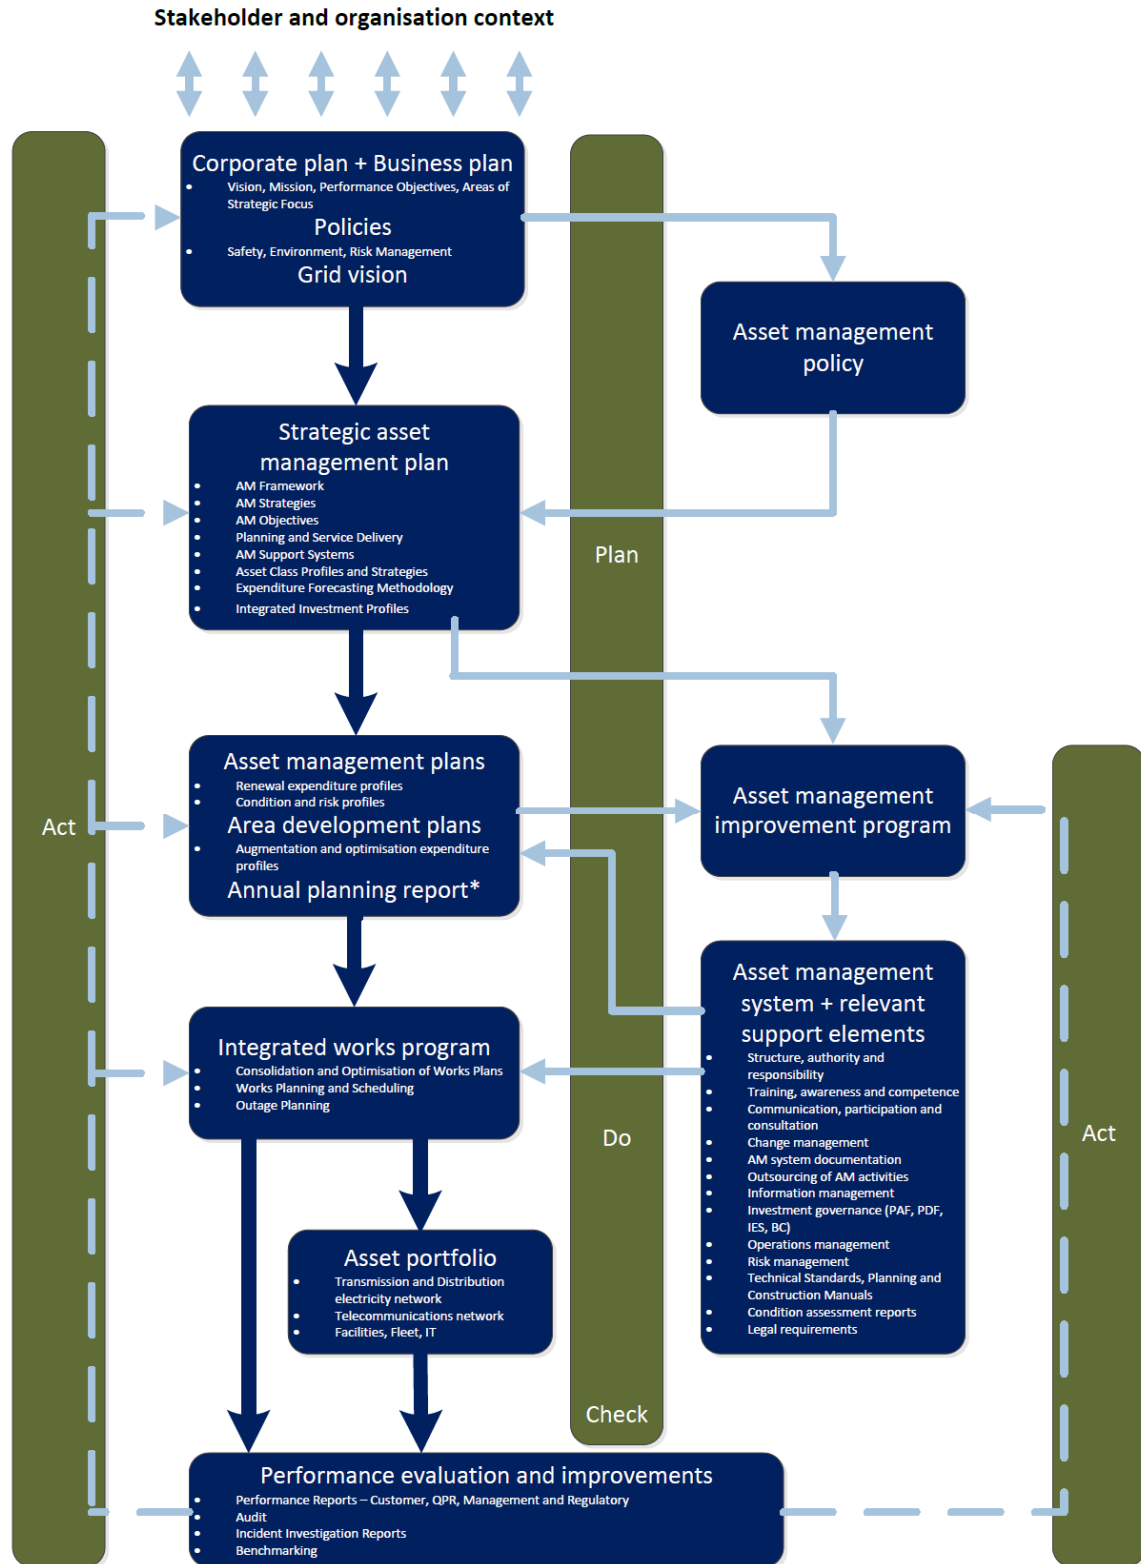 Stakeholder and organisation context
Corporate plan + Business plan
• Vision, Mission, Performance Objectives, Areas of
Strategic Focus
Policies
• Safety, Environment, Risk Management
Grid vision
Asset management
policy
Strategic asset
management plan
• AM Framework
• AM Strategies
• AM Objectives
• Planning and Service Delivery
• AM Support Systems
• Asset Class Profiles and Strategies
• Expenditure Forecasting Methodology
• Integrated Investment Profiles
Plan
Asset management plans
• Renewal expenditure profiles
• Condition and risk profiles
Area development plans
• Augmentation and optimisation expenditure
profiles
Annual planning report*
Asset management
improvement program
Act
Asset management
system + relevant
support elements
• Structure, authority and
responsibility
• Training, awareness and competence
• Communication, participation and
consultation
• Change management
• AM system documentation
• Outsourcing of AM activities
• Information management
• Investment governance (PAF, PDF,
IES, BC)
• Operations management
• Risk management
• Technical Standards, Planning and
Construction Manuals
• Condition assessment reports
• Legal requirements
Integrated works program
• Consolidation and Optimisation of Works Plans
• Works Planning and Scheduling
• Outage Planning
Do
Act
Asset portfolio
• Transmission and Distribution
electricity network
• Telecommunications network
• Facilities, Fleet, IT
Check
Performance evaluation and improvements
• Performance Reports – Customer, QPR, Management and Regulatory
• Audit
• Incident Investigation Reports
• Benchmarking